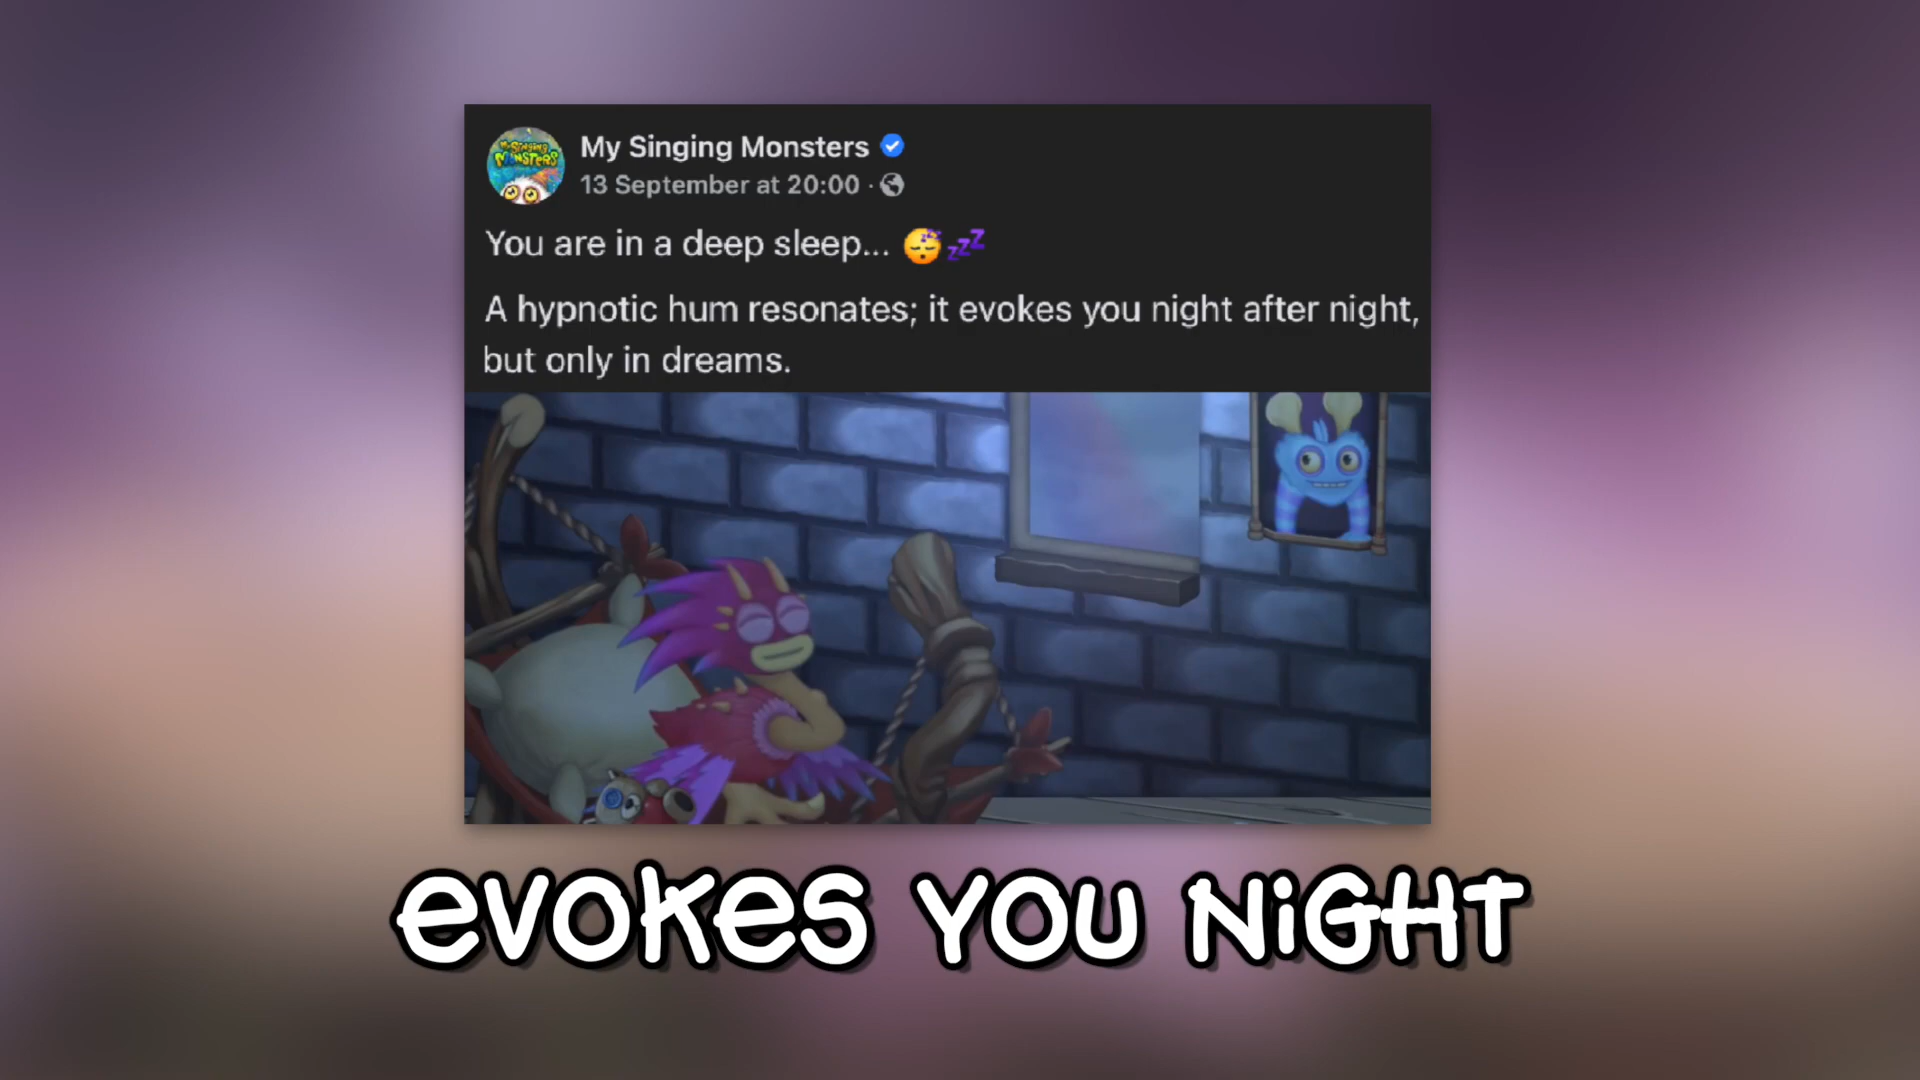 My Singing Monsters
13 September at 20:00 ·
You are in a deep sleep... 😴💤
A hypnotic hum resonates; it evokes you night after night,
but only in dreams.
EVOKES YOU NiGHT